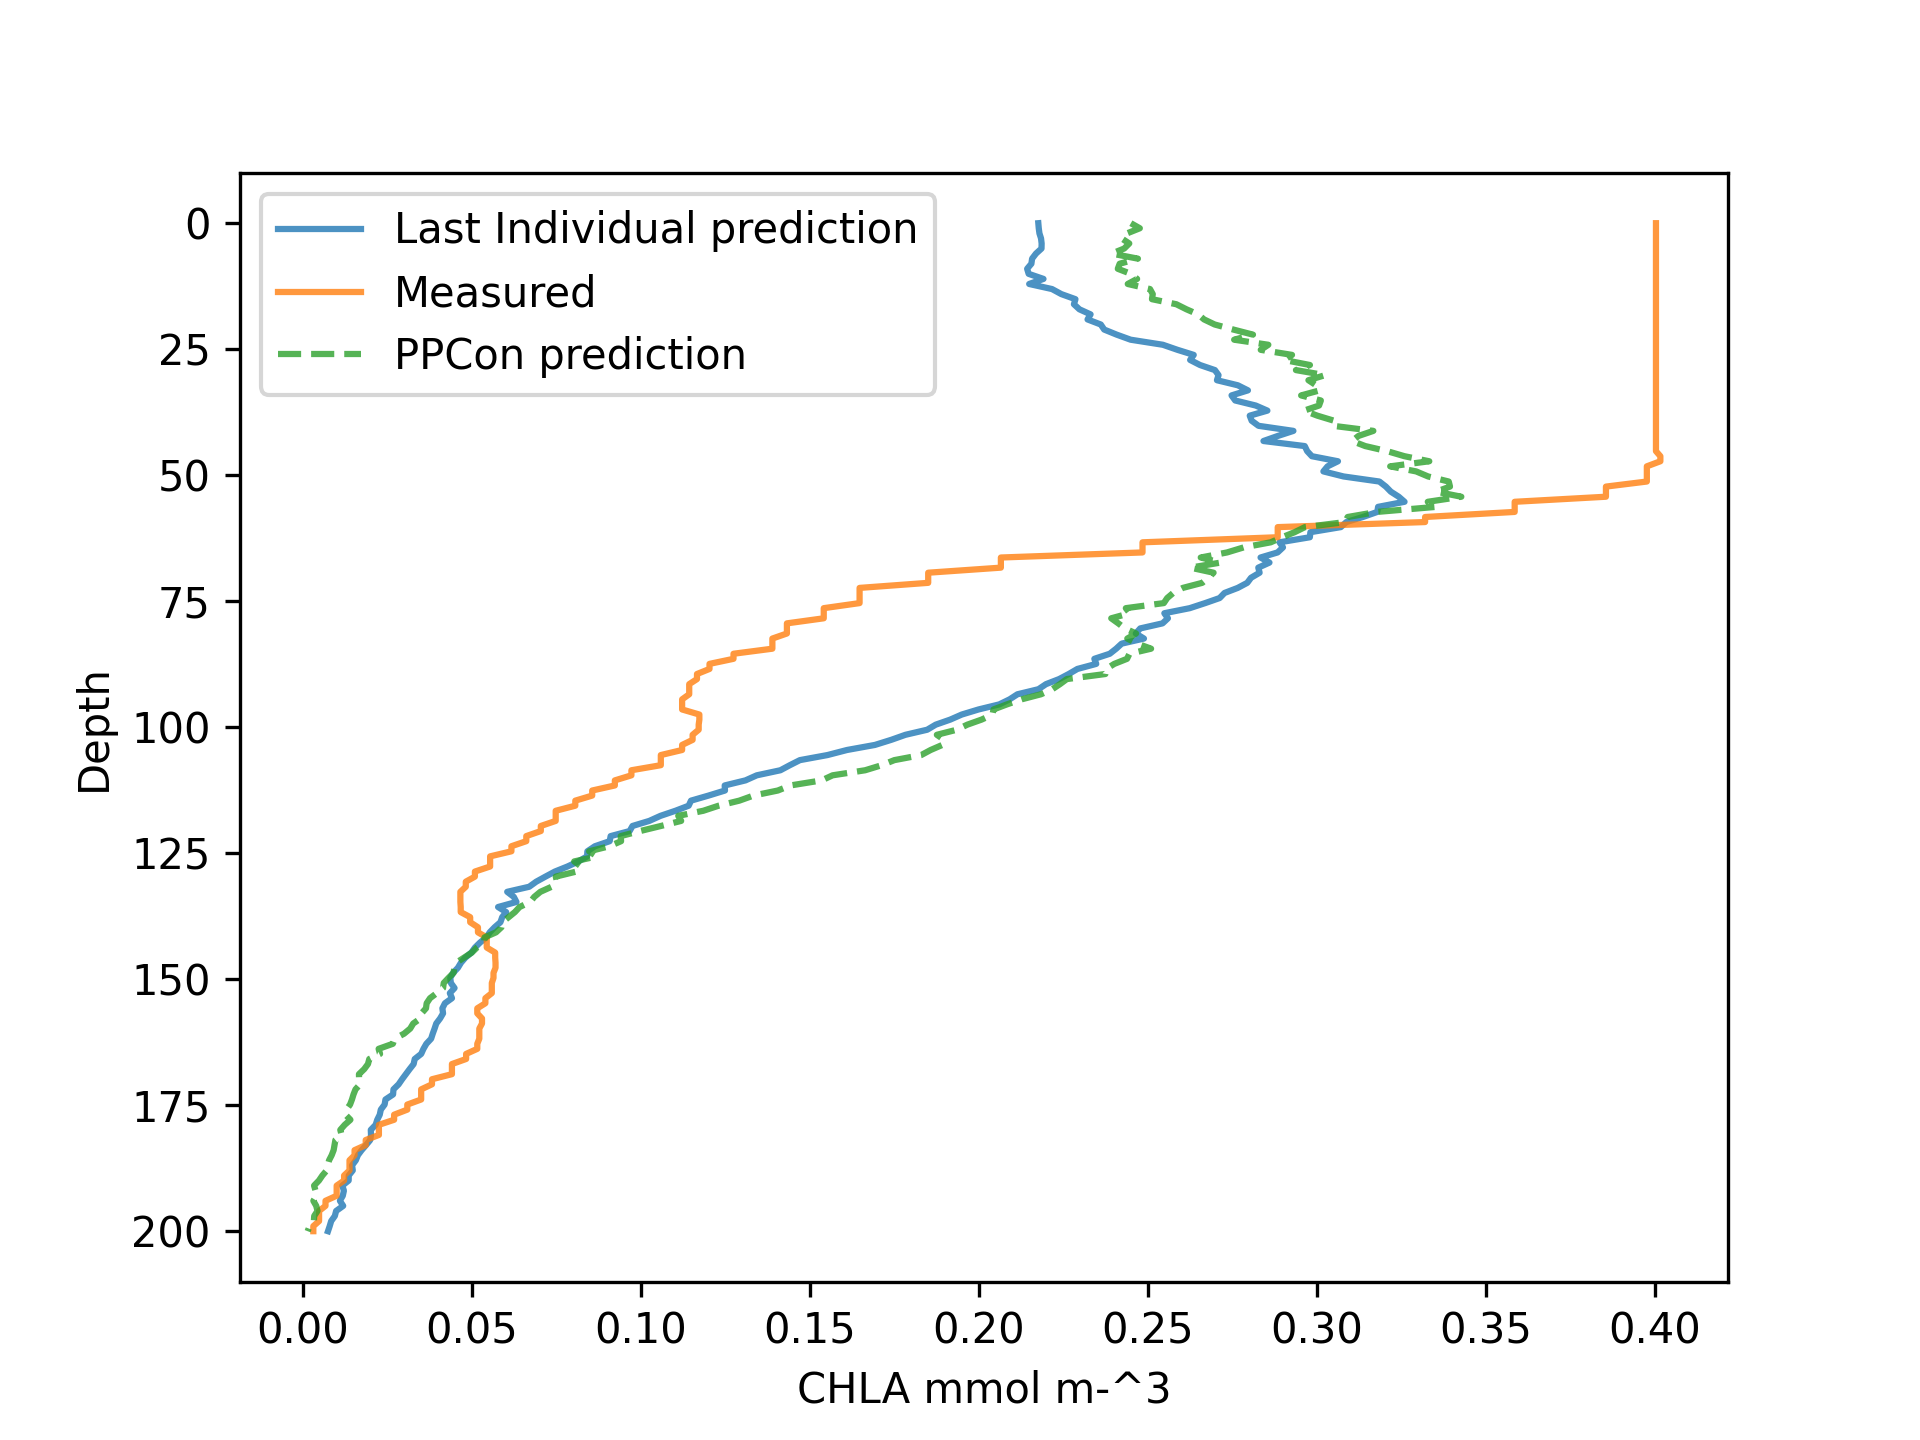 Last Individual prediction
Measured
PPCon prediction
Depth
0
25
50
75
100
125
150
175
200
0.00 0.05 0.10 0.15 0.20 0.25 0.30 0.35 0.40
CHLA mmol m-^3